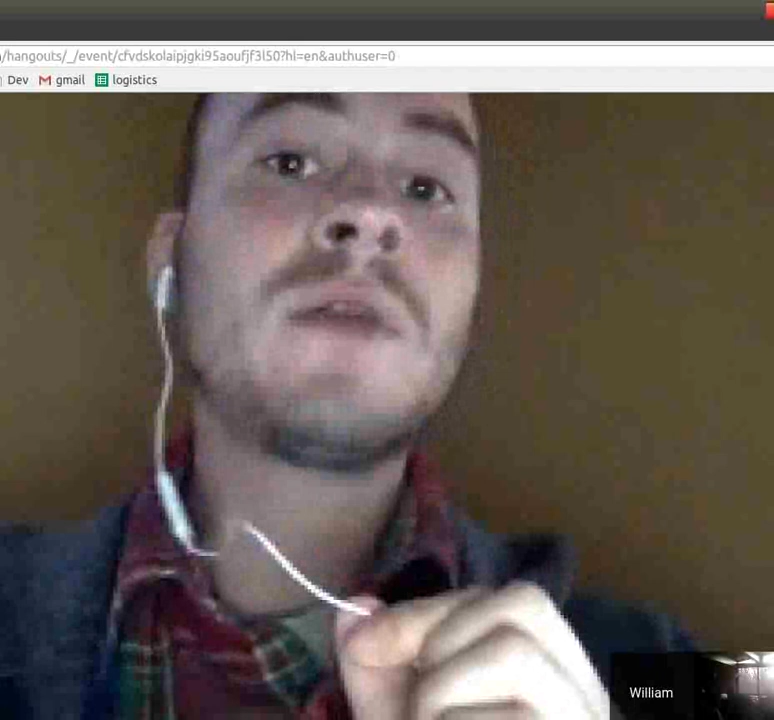 /hangouts/_/event/cfvdskolaipjgki95aoufjf3l50?hl=en&authuser=0
Dev gmail logistics
William